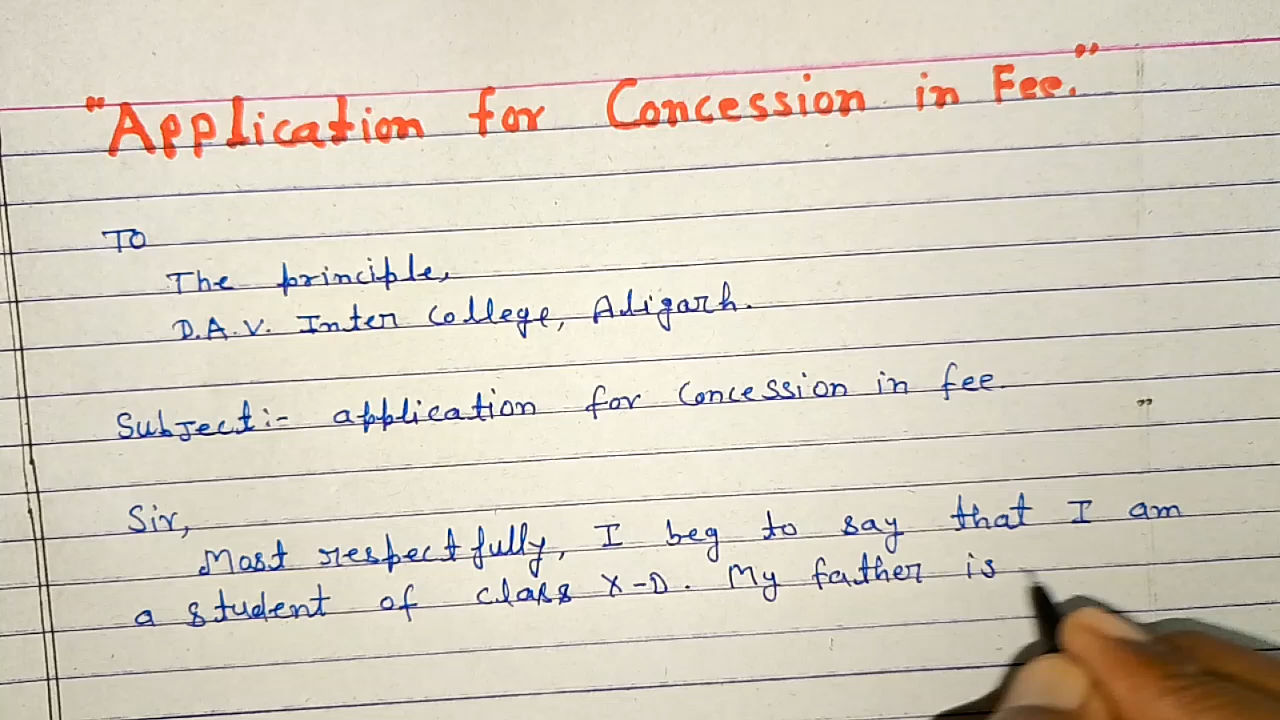 "Application for Concession in Fee."
To
The principle,
D.A.V. Inter College, Aligarh.
Subject:- application for concession in fee
"
Sir,
Most respectfully, I beg to say that I am
a student of class X-D. My father is